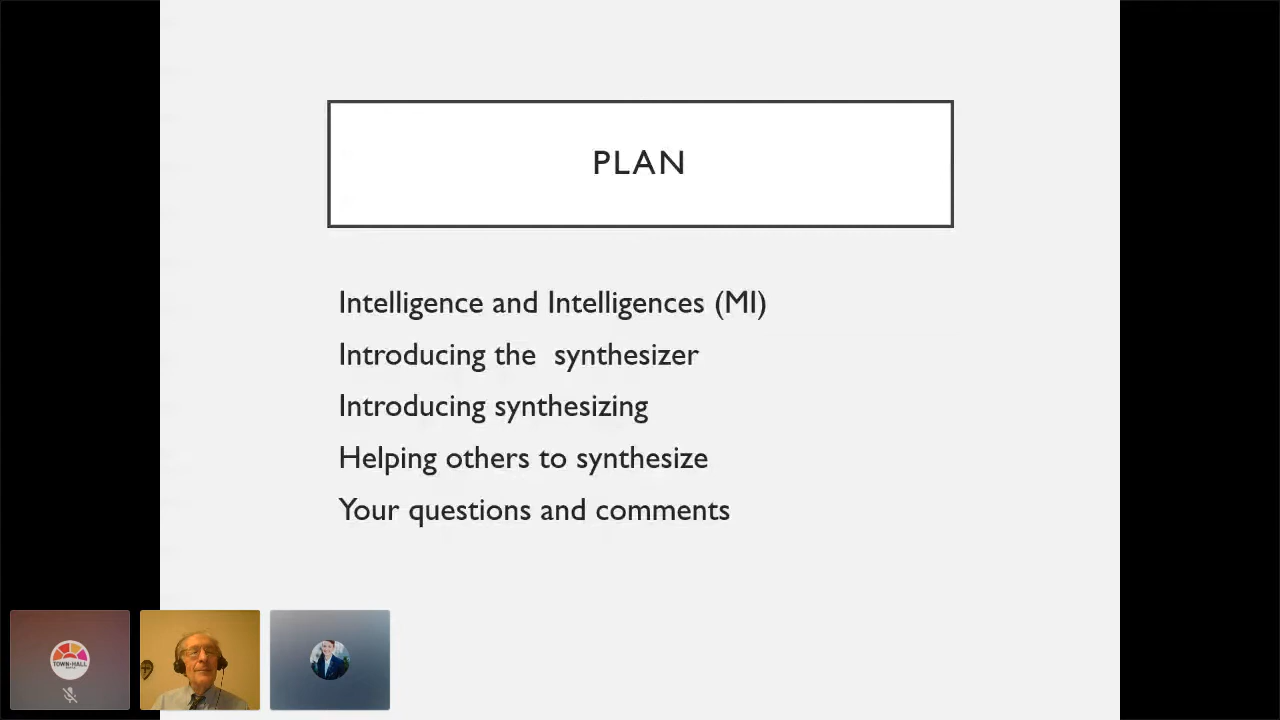 PLAN
Intelligence and Intelligences (MI)
Introducing the  synthesizer
Introducing synthesizing
Helping others to synthesize
Your questions and comments
TOWN HALL